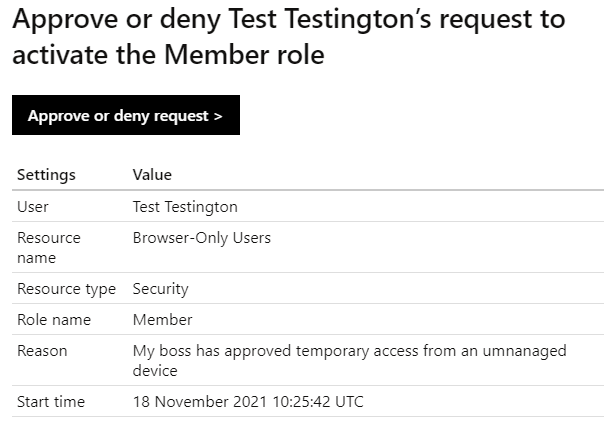 Approve or deny Test Testington’s request to
activate the Member role
Approve or deny request >
Settings Value
User Test Testington
Resource Browser-Only Users
name
Resource type Security
Role name Member
Reason My boss has approved temporary access from an umnanaged
device
Start time 18 November 2021 10:25:42 UTC